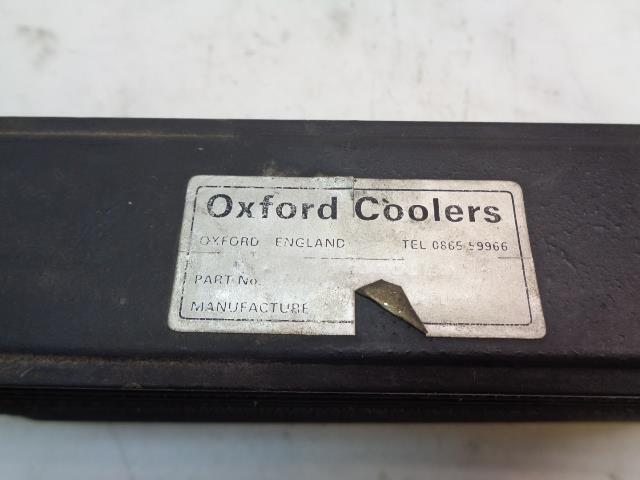 Oxford Coolers
OXFORD ENGLAND TEL 0865 59966
PART No.
MANUFACTURE